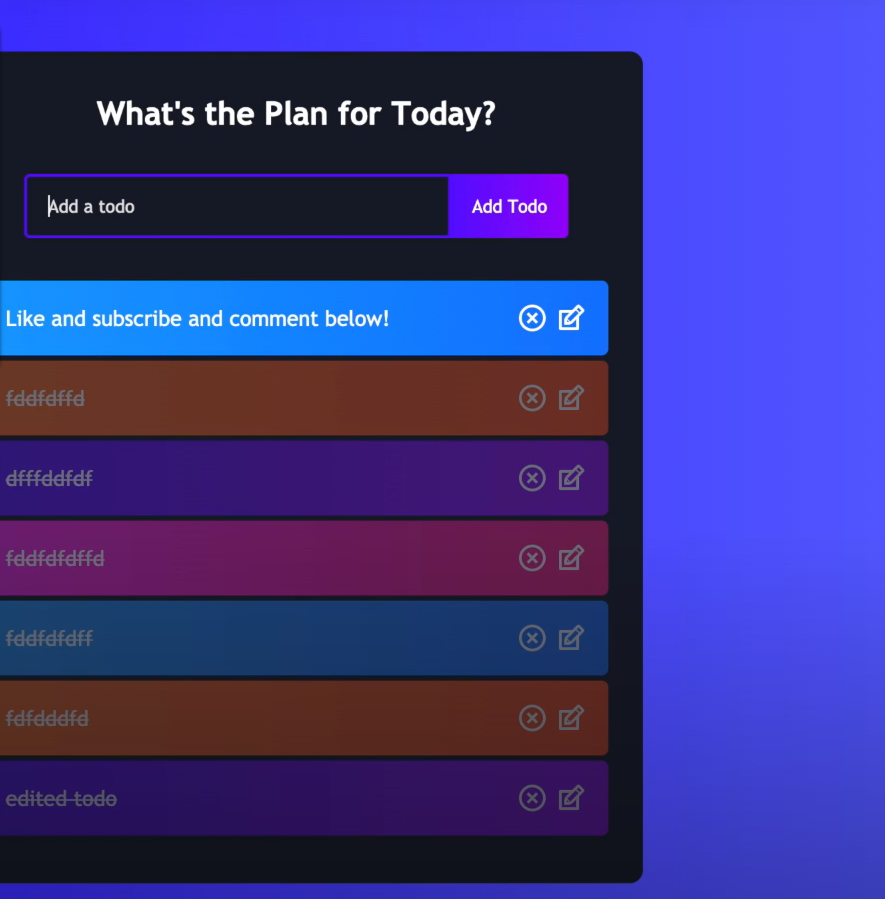 What's the Plan for Today?
Add a todo
Add Todo
Like and subscribe and comment below!
fddfdffd
dfffddfdf
fddfdfdffd
fddfdfdff
fdfdddfd
edited todo